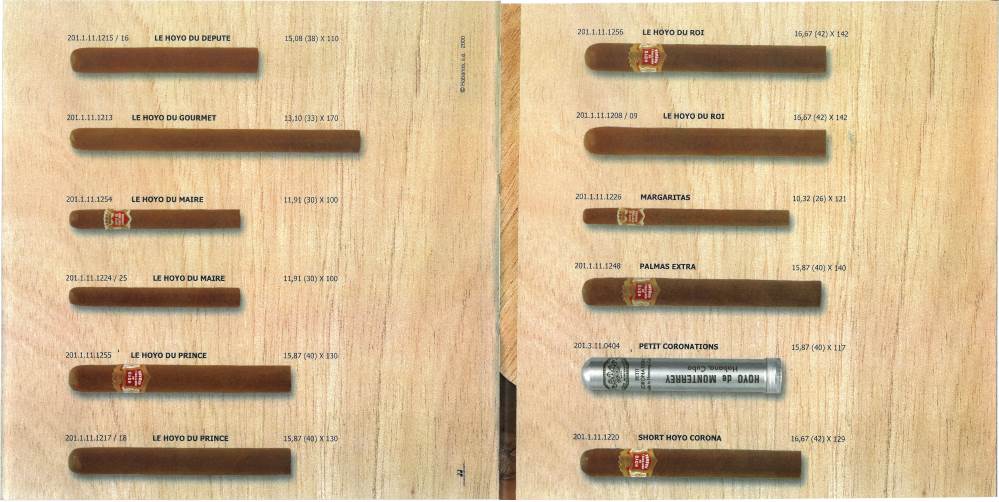 201.1.11.1215 / 16 LE HOYO DU DEPUTE 15,08 (38) X 110
201.1.11.1213 LE HOYO DU GOURMET 13,10 (33) X 170
201.1.11.1254 LE HOYO DU MAIRE 11,91 (30) X 100
201.1.11.1224 / 25 LE HOYO DU MAIRE 11,91 (30) X 100
201.1.11.1255 LE HOYO DU PRINCE 15,87 (40) X 130
201.1.11.1217 / 18 LE HOYO DU PRINCE 15,87 (40) X 130
© Habanos, s.a. 2000
201.1.11.1256 LE HOYO DU ROI 16,67 (42) X 142
201.1.11.1208 / 09 LE HOYO DU ROI 16,67 (42) X 142
201.1.11.1226 MARGARITAS 10,32 (26) X 121
201.1.11.1248 PALMAS EXTRA 15,87 (40) X 140
201.3.11.0404 PETIT CORONATIONS 15,87 (40) X 117
HOYO de MONTERREY
Habana, Cuba
201.1.11.1220 SHORT HOYO CORONA 16,67 (42) X 129